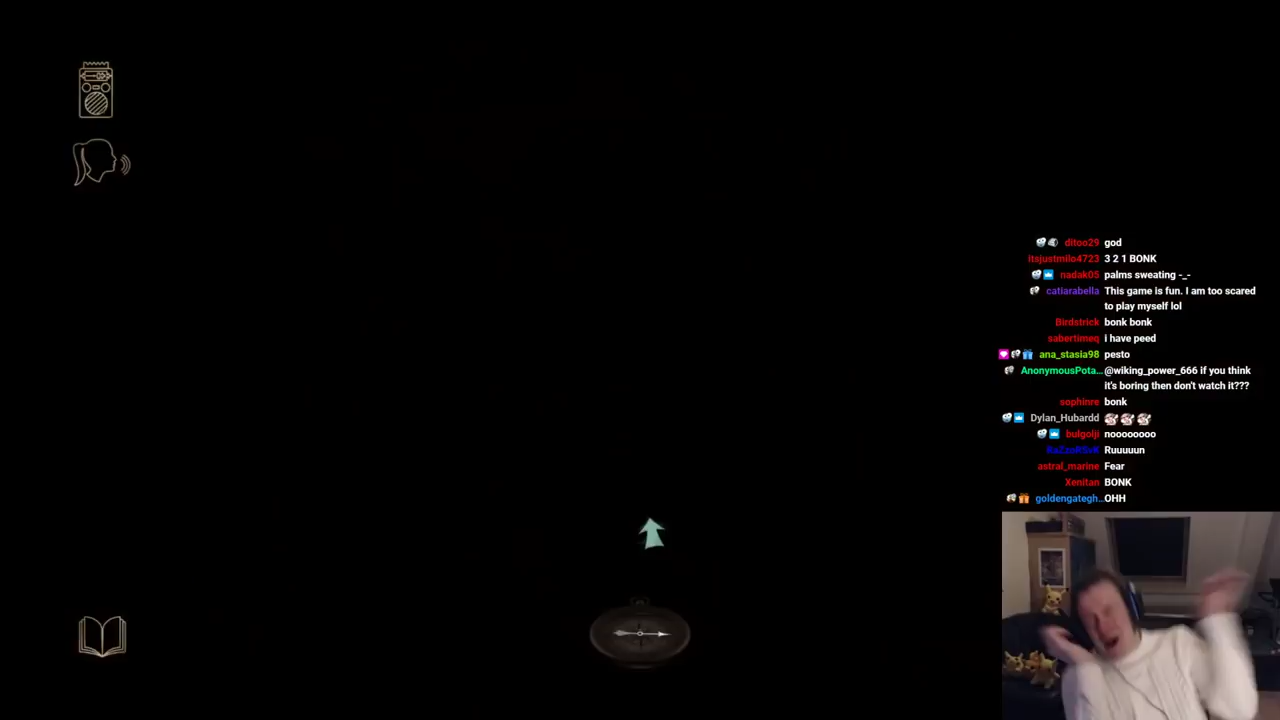 ditoo29 god
itsjustmilo4723 3 2 1 BONK
nadak05 palms sweating -_-
catiarabella This game is fun. I am too scared
to play myself lol
Birdstrick bonk bonk
sabertimeq i have peed
ana_stasia98 pesto
AnonymousPota... @wiking_power_666 if you think
it's boring then don't watch it???
sophinre bonk
Dylan_Hubardd
bulgolji noooooooo
Ruuuuun
astral_marine Fear
Xenitan BONK
goldengategh... OHH